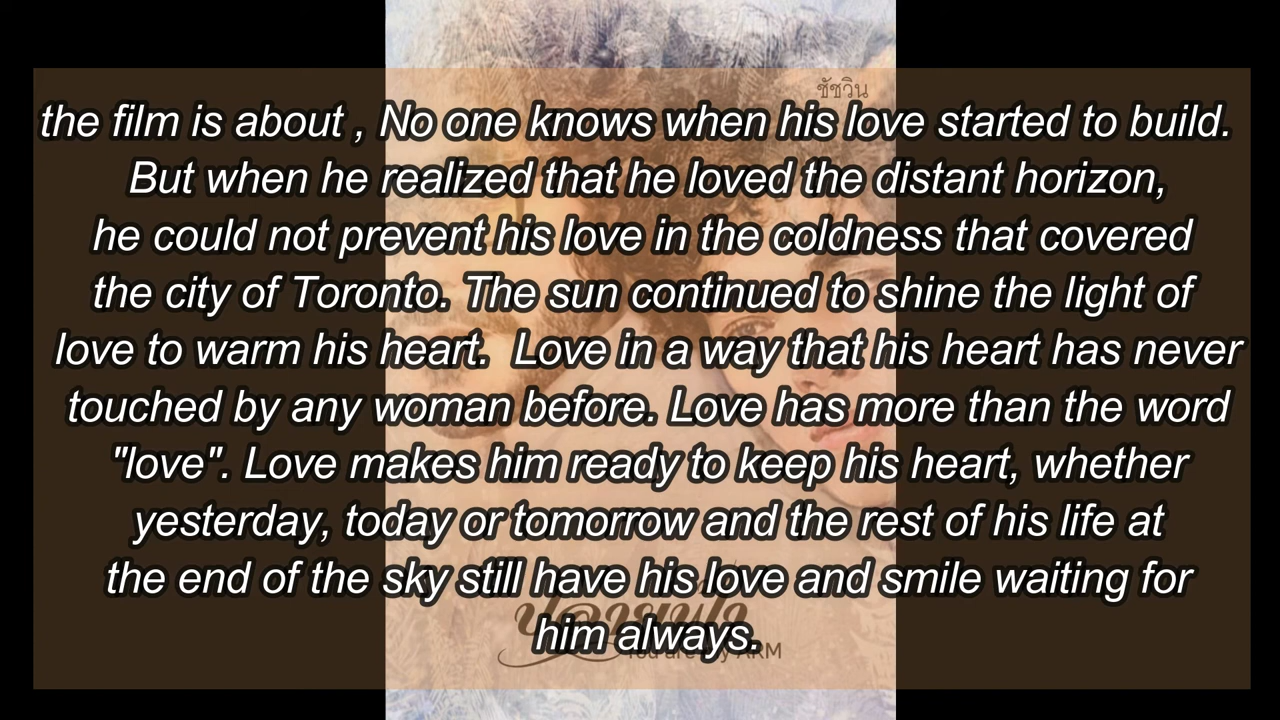 ชัชวิน
the film is about , No one knows when his love started to build.
But when he realized that he loved the distant horizon,
he could not prevent his love in the coldness that covered
the city of Toronto. The sun continued to shine the light of
love to warm his heart.  Love in a way that his heart has never
touched by any woman before. Love has more than the word
"love". Love makes him ready to keep his heart, whether
yesterday, today or tomorrow and the rest of his life at
the end of the sky still have his love and smile waiting for
him always.
ARM